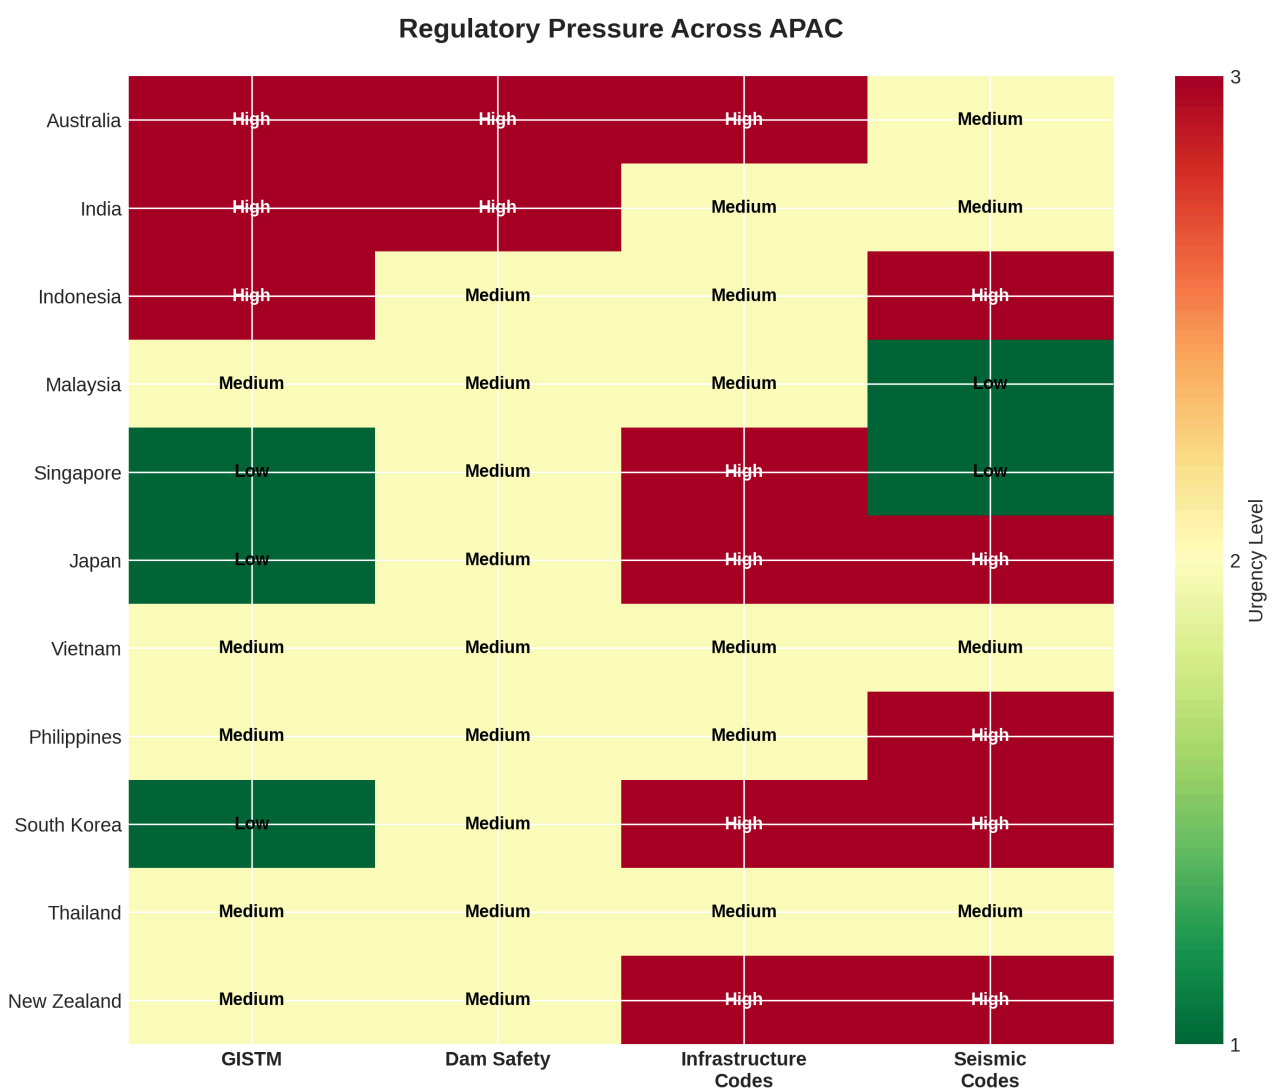 Regulatory Pressure Across APAC
3
Australia High High High Medium
India High High Medium Medium
Indonesia High Medium Medium High
Malaysia Medium Medium Medium Low
Singapore Low Medium High Low
Japan Low Medium High High
2
Urgency Level
Vietnam Medium Medium Medium Medium
Philippines Medium Medium Medium High
South Korea Low Medium High High
Thailand Medium Medium Medium Medium
New Zealand Medium Medium High High
1
GISTM Dam Safety Infrastructure Seismic
Codes Codes